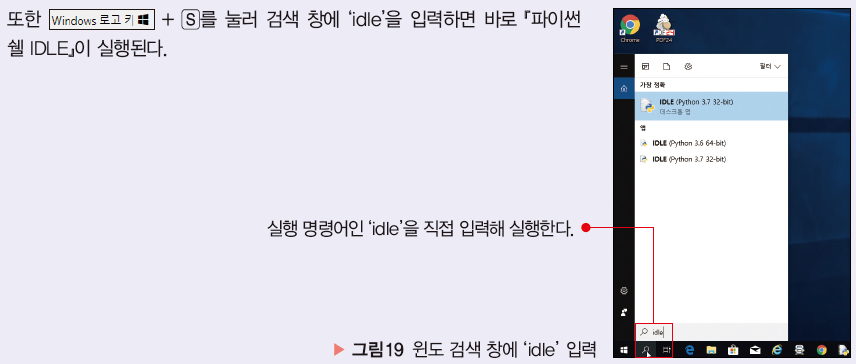 또한 Windows 로고 키 + S를 눌러 검색 창에 ‘idle’을 입력하면 바로 『파이썬
쉘 IDLE』이 실행된다.
Chrome
PDF24
필터
가장 정확
IDLE (Python 3.7 32-bit)
데스크톱 앱
앱
IDLE (Python 3.6 64-bit)
IDLE (Python 3.7 32-bit)
실행 명령어인 ‘idle’을 직접 입력해 실행한다.
idle
▶ 그림19 윈도 검색 창에 ‘idle’ 입력